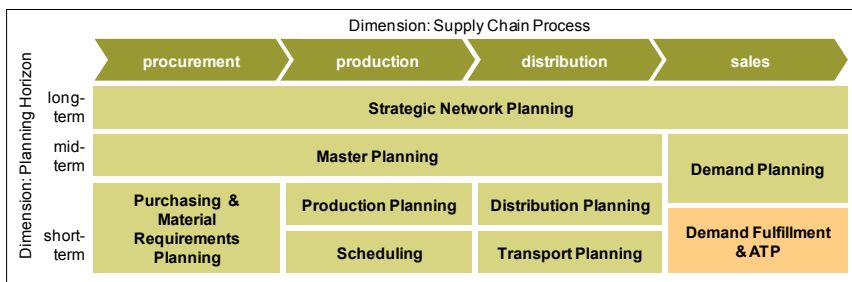 Dimension: Supply Chain Process
Dimension: Planning Horizon
procurement
production
distribution
sales
long-
term
Strategic Network Planning
mid-
term
Master Planning
Demand Planning
short-
term
Purchasing &
Material
Requirements
Planning
Production Planning
Distribution Planning
Scheduling
Transport Planning
Demand Fulfillment
& ATP